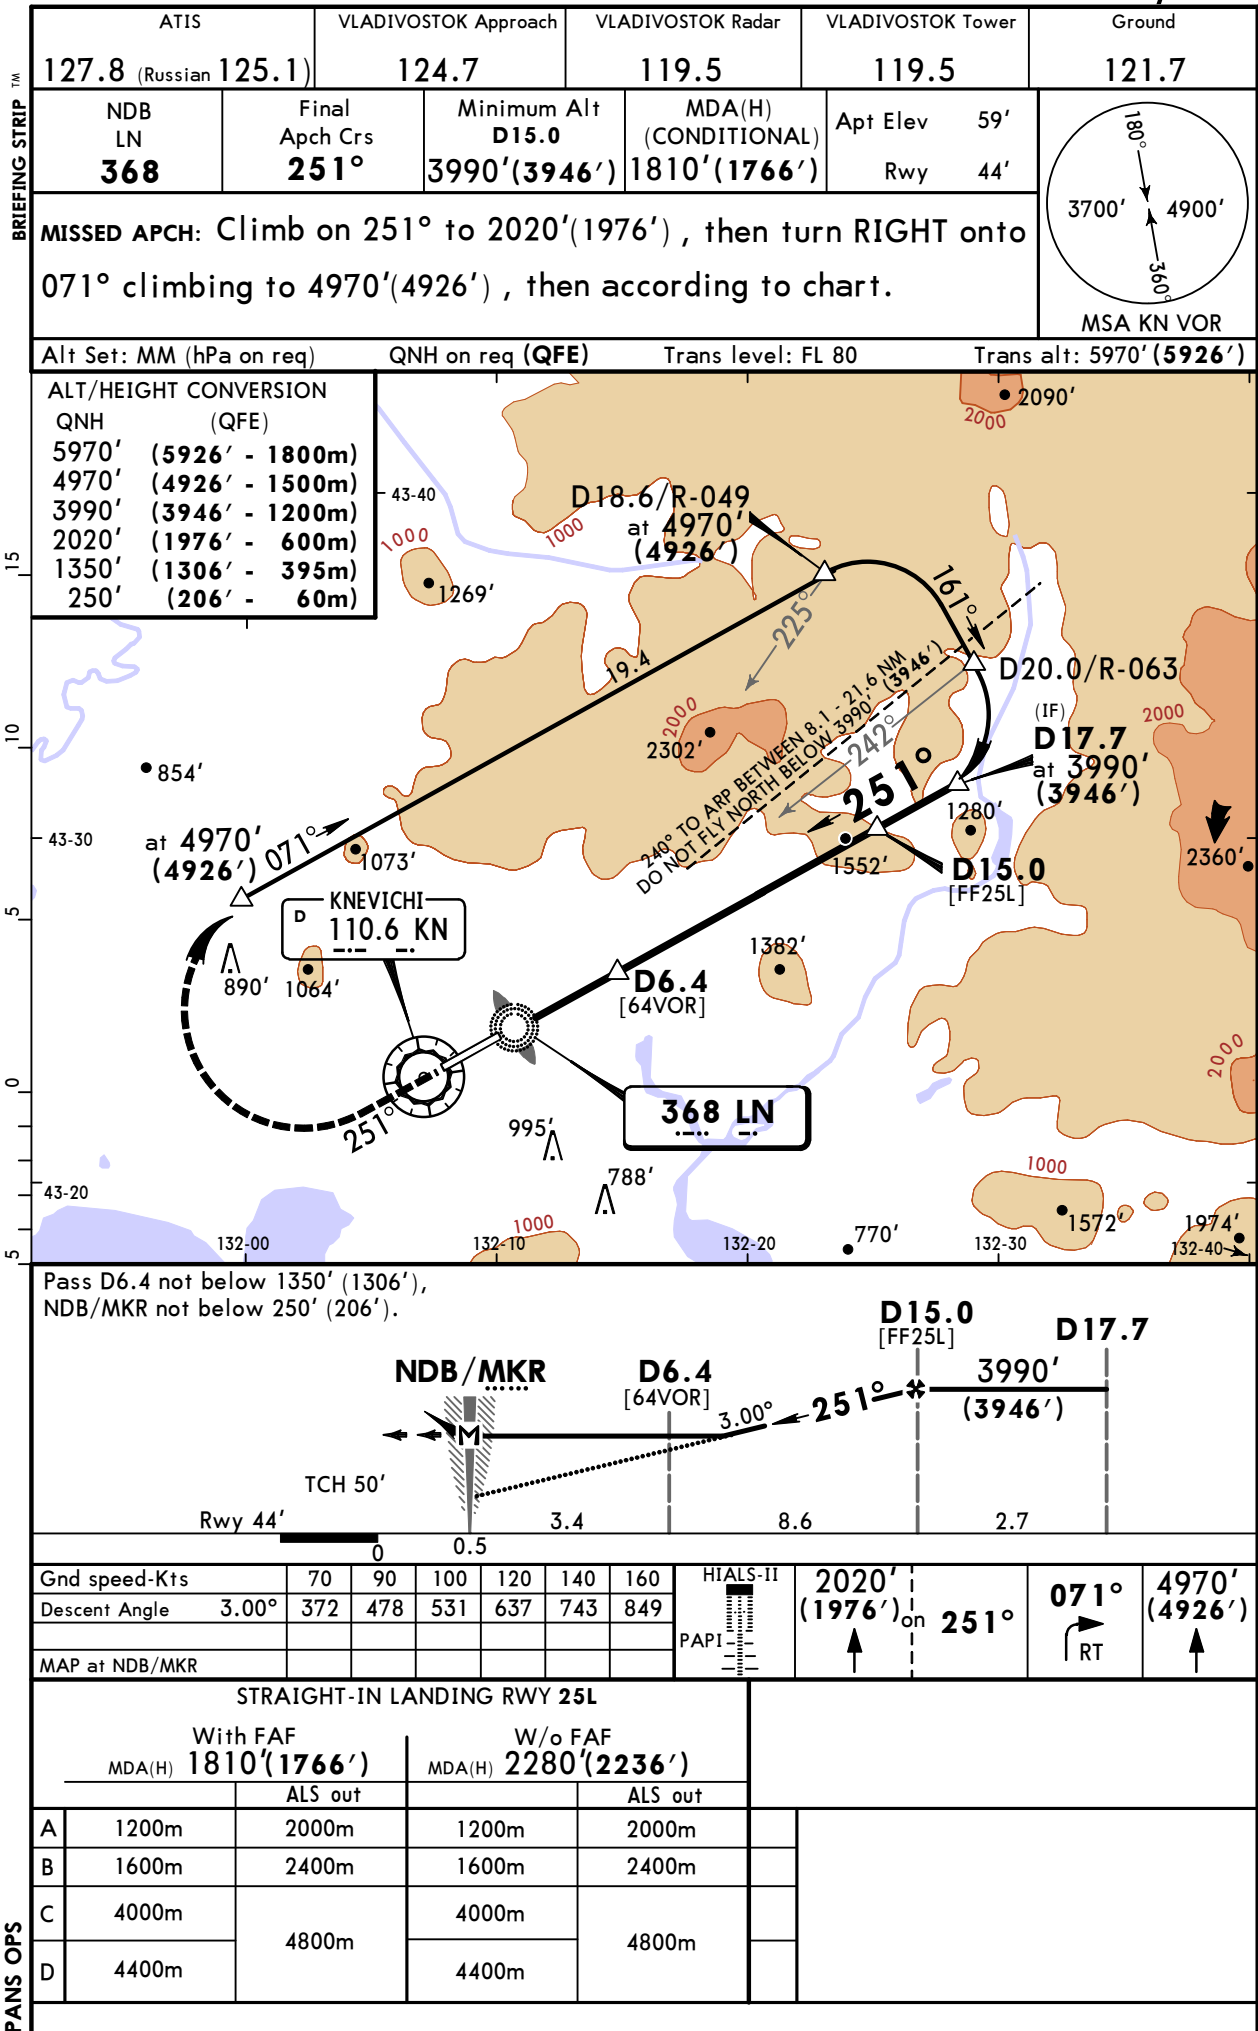 ATIS
127.8 (Russian 125.1)
VLADIVOSTOK Approach
124.7
VLADIVOSTOK Radar
119.5
VLADIVOSTOK Tower
119.5
Ground
121.7
BRIEFING STRIP TM
NDB
LN
368
Final
Apch Crs
251°
Minimum Alt
D15.0
3990'(3946')
MDA(H)
(CONDITIONAL)
1810'(1766')
Apt Elev 59'
Rwy 44'
180°
3700' 4900'
360°
MSA KN VOR
MISSED APCH: Climb on 251° to 2020'(1976') , then turn RIGHT onto
071° climbing to 4970'(4926') , then according to chart.
Alt Set: MM (hPa on req) QNH on req (QFE) Trans level: FL 80 Trans alt: 5970'(5926')
ALT/HEIGHT CONVERSION
QNH (QFE)
5970' (5926' - 1800m)
4970' (4926' - 1500m)
3990' (3946' - 1200m)
2020' (1976' - 600m)
1350' (1306' - 395m)
250' (206' - 60m)
2090'
2000
43-40
D18.6/R-049
at 4970'
(4926')
1000
1000
1269'
15
161°
225°
19.4
D20.0/R-063
240° TO ARP BETWEEN 8.1 - 21.6 NM
DO NOT FLY NORTH BELOW 3990' (3946')
242°
2000
2302'
(IF)
D17.7
at 3990'
(3946')
2000
10
854'
251°
1280'
43-30
at 4970'
(4926')
071°
1073'
1552'
D15.0
[FF25L]
2360'
5
KNEVICHI
D 110.6 KN
890'
1064'
1382'
D6.4
[64VOR]
2000
0
251°
368 LN
995'
788'
43-20
1000
1572'
1974'
1000
770'
132-00
132-10
132-20
132-30
132-40
5
Pass D6.4 not below 1350' (1306'),
NDB/MKR not below 250' (206').
D15.0
[FF25L]
D17.7
NDB/MKR
D6.4
[64VOR]
3990'
(3946')
251°
3.00°
M
TCH 50'
Rwy 44'
3.4 8.6 2.7
0 0.5
Gnd speed-Kts 70 90 100 120 140 160
Descent Angle 3.00° 372 478 531 637 743 849
MAP at NDB/MKR
HIALS-II
PAPI
2020'
(1976') on 251°
071°
RT
4970'
(4926')
STRAIGHT-IN LANDING RWY 25L
With FAF
MDA(H) 1810'(1766')
W/o FAF
MDA(H) 2280'(2236')
ALS out ALS out
A 1200m 2000m 1200m 2000m
B 1600m 2400m 1600m 2400m
C 4000m 4800m 4000m 4800m
D 4400m 4400m
PANS OPS